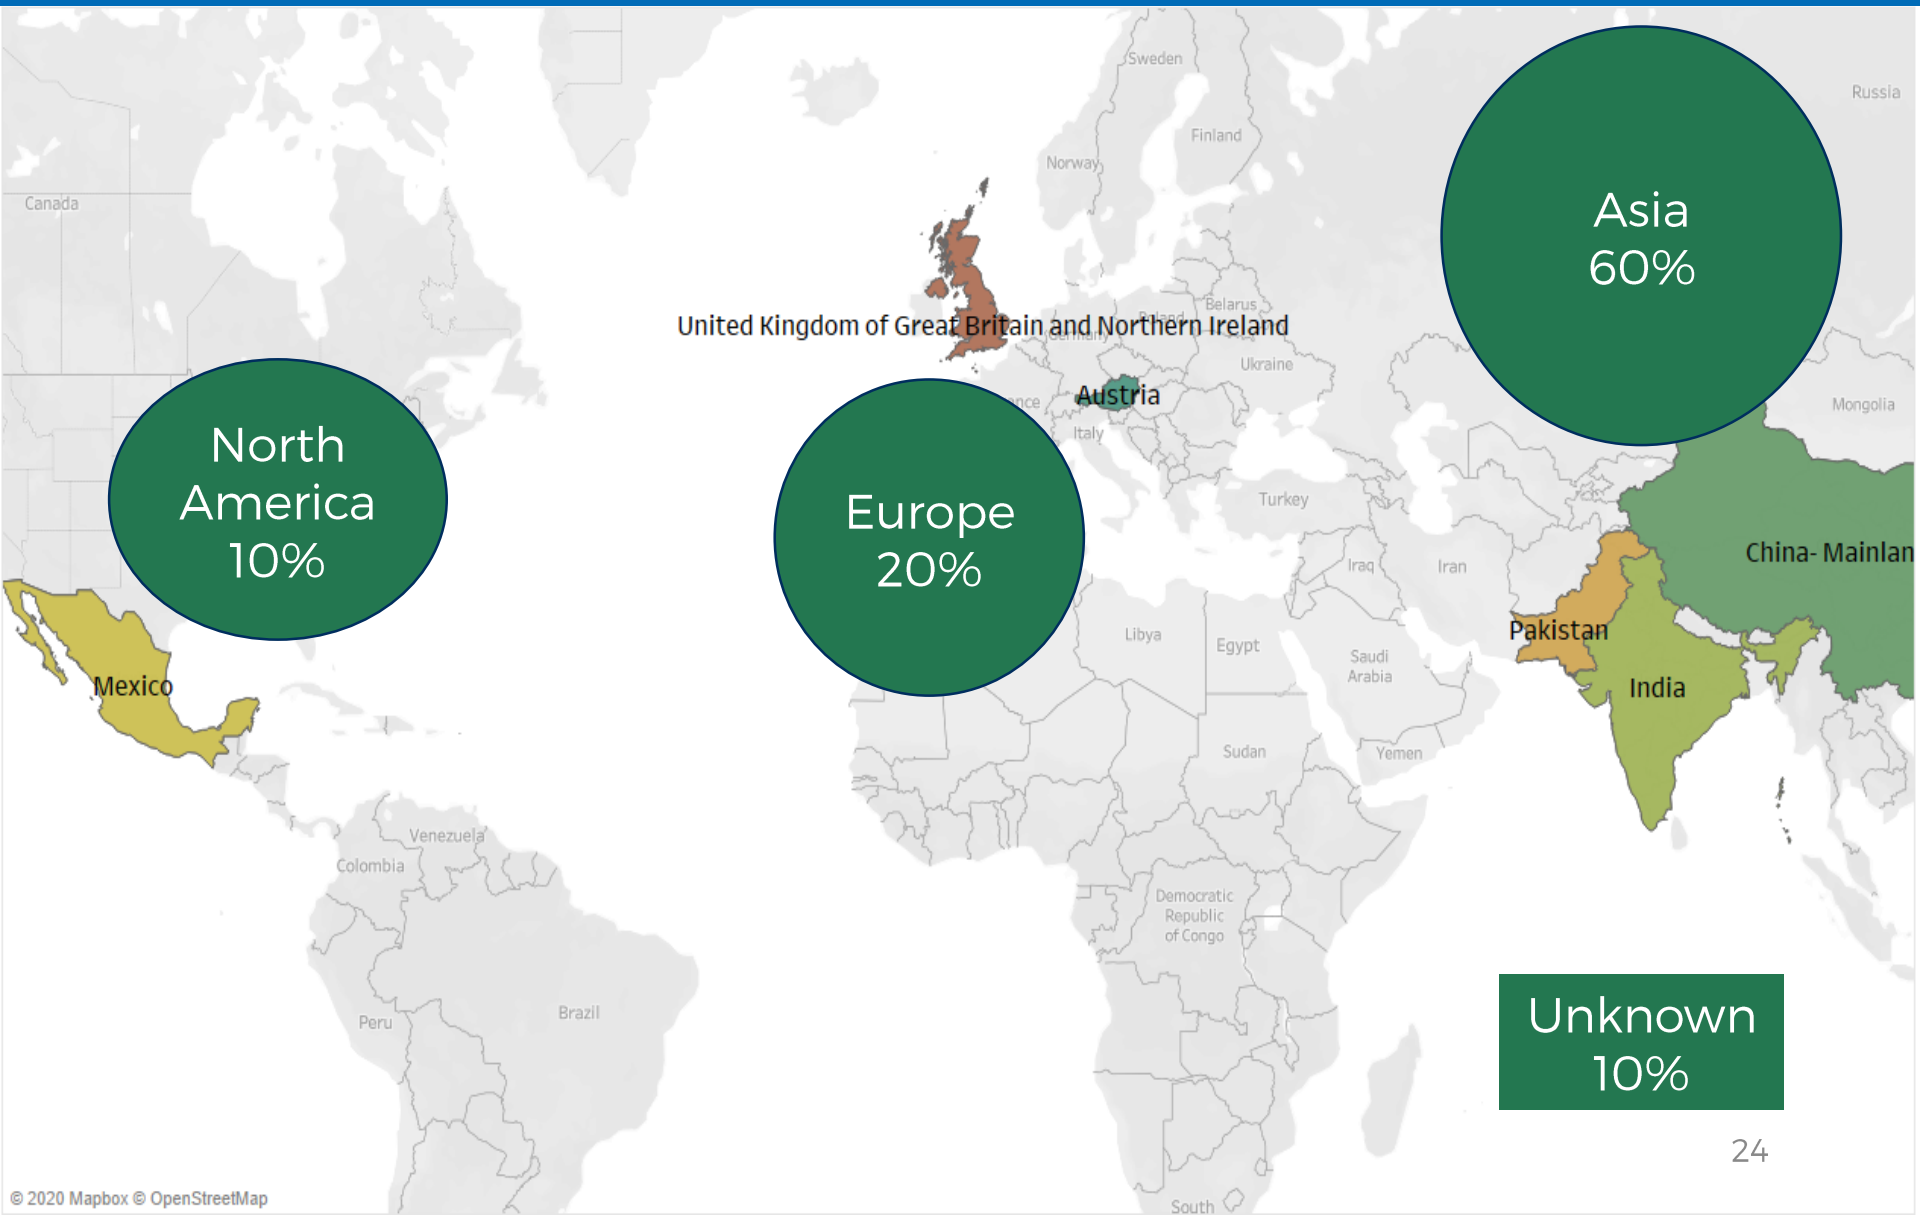 Sweden
Russia
Finland
Norway
Canada
Asia
60%
Belarus
Poland
United Kingdom of Great Britain and Northern Ireland
Germany
Ukraine
Austria
Mongolia
Italy
North
America
10%
Europe
20%
Turkey
China- Mainlan
Iraq
Iran
Pakistan
Libya
Egypt
Saudi
Arabia
Mexico
India
Sudan
Yemen
Venezuela
Colombia
Democratic
Republic
of Congo
Peru
Brazil
Unknown
10%
24
© 2020 Mapbox © OpenStreetMap
South